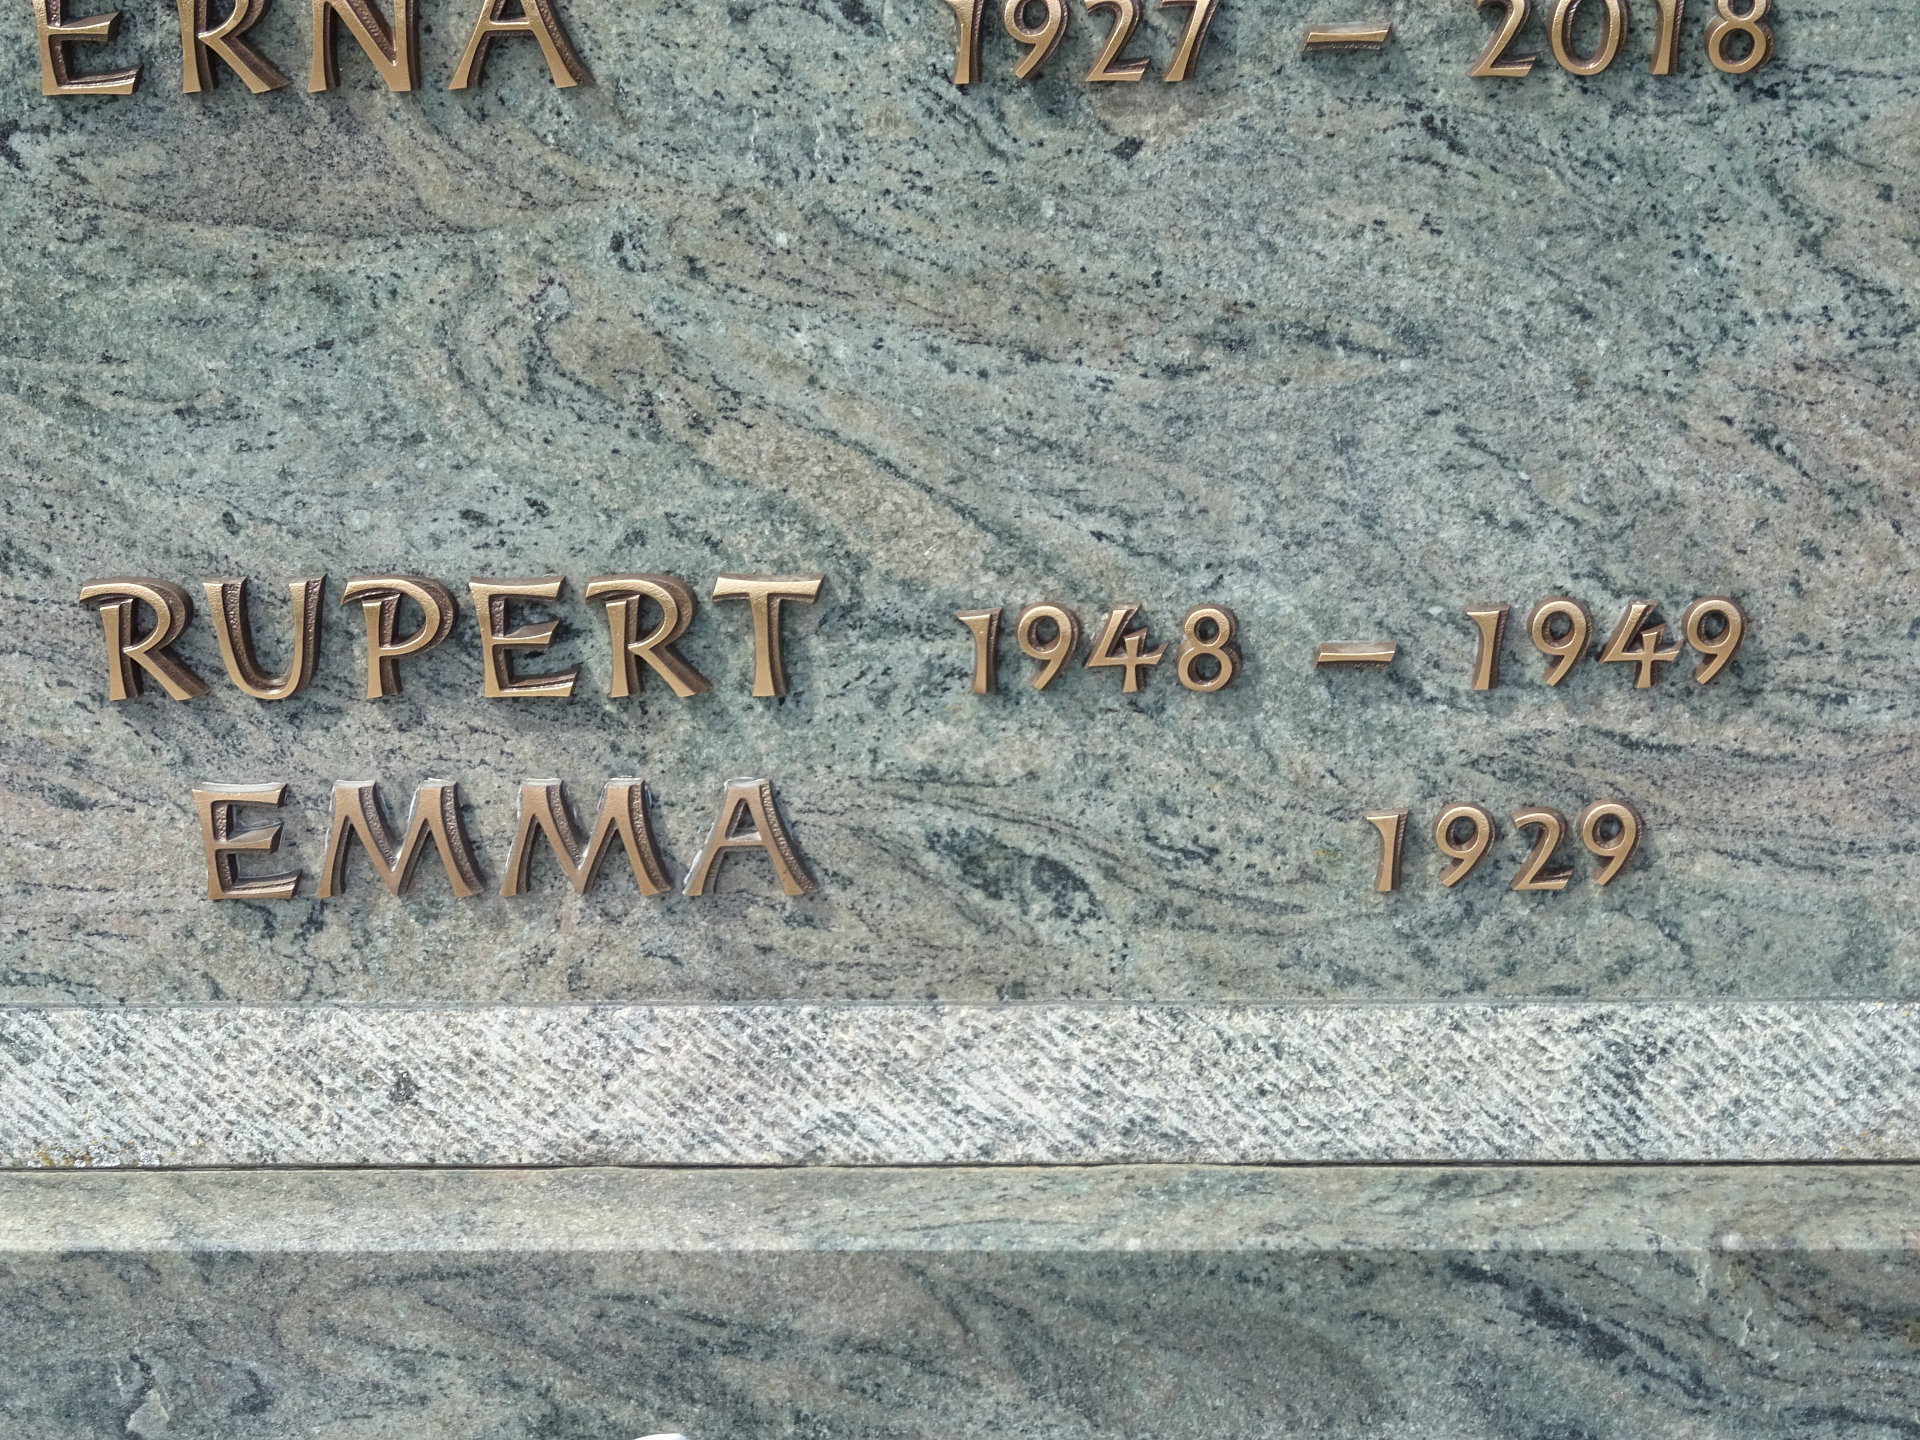 ERNA 1927 – 2018
RUPERT 1948 – 1949
EMMA 1929